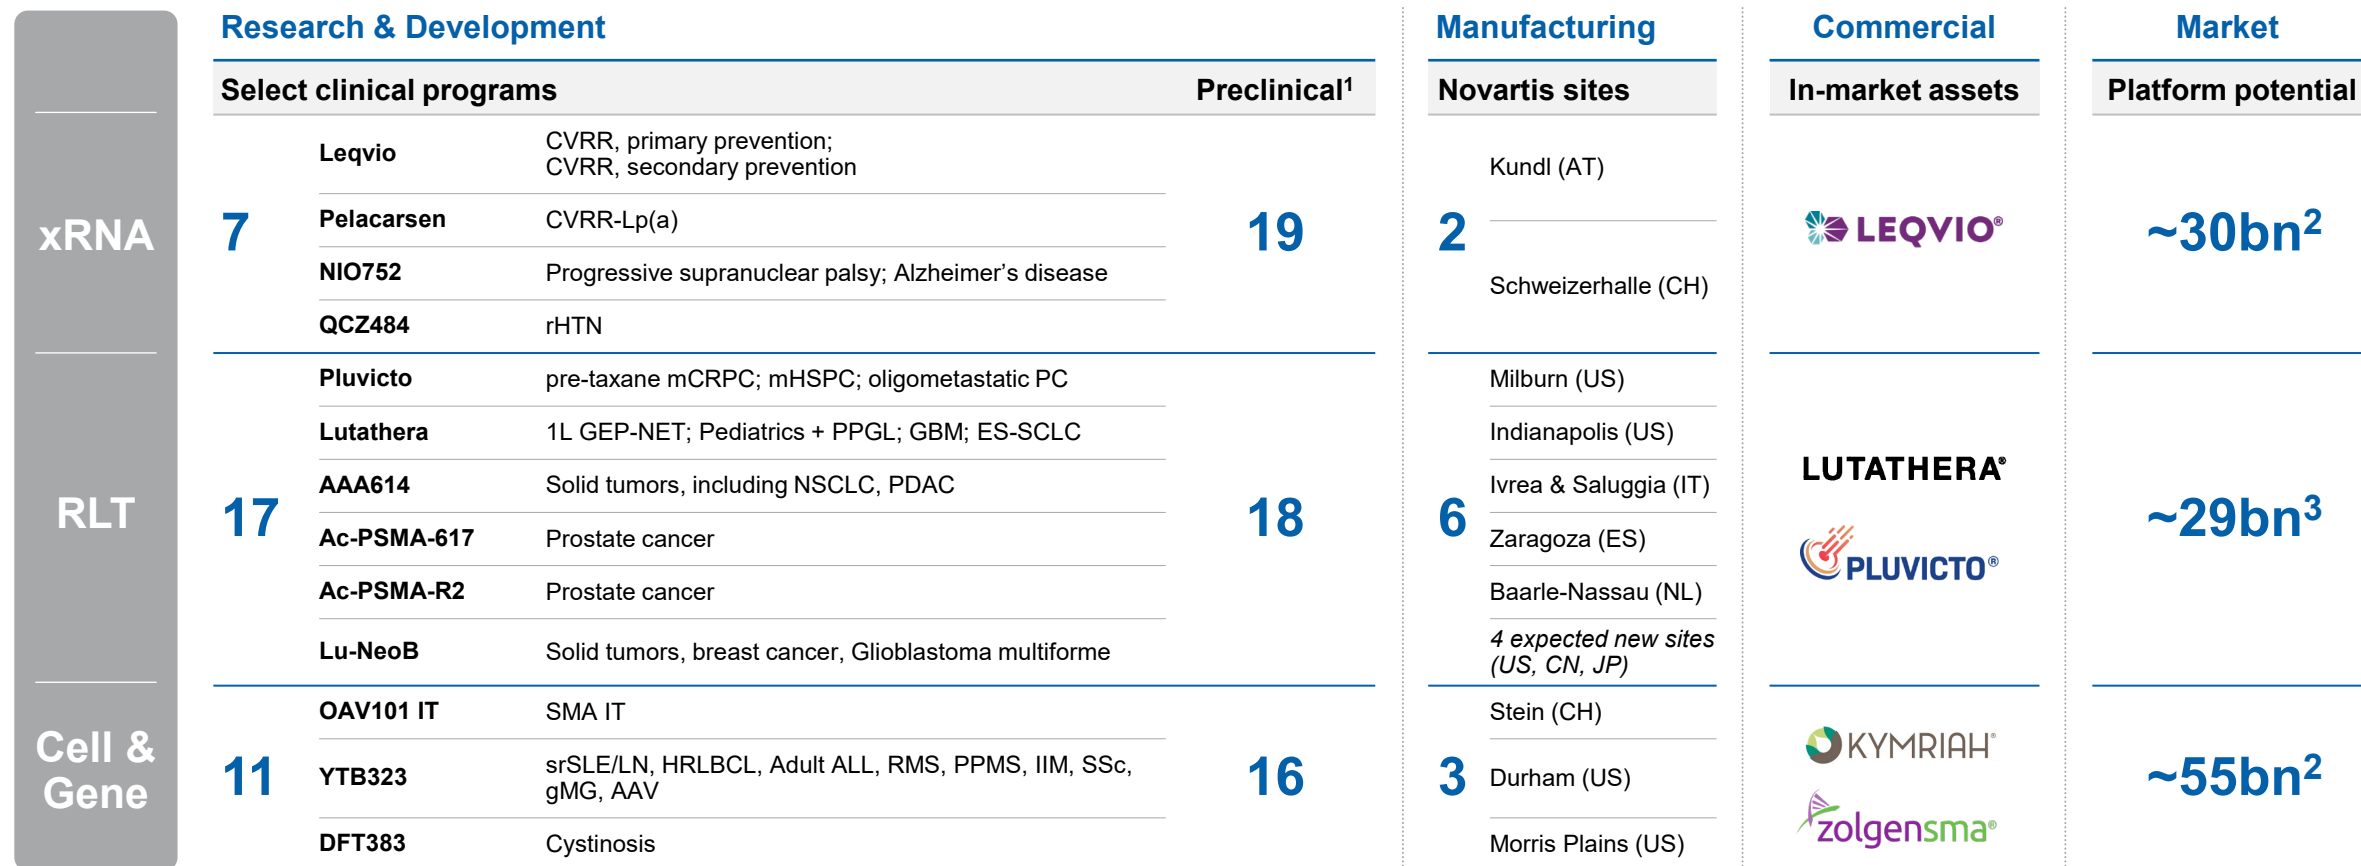 Research & Development
Manufacturing
Commercial
Market
Select clinical programs
Preclinical¹
Novartis sites
In-market assets
Platform potential
xRNA
7
Leqvio
CVRR, primary prevention;
CVRR, secondary prevention
Pelacarsen
CVRR-Lp(a)
NIO752
Progressive supranuclear palsy; Alzheimer’s disease
QCZ484
rHTN
19
2
Kundl (AT)
Schweizerhalle (CH)
LEQVIO®
~30bn²
RLT
17
Pluvicto
pre-taxane mCRPC; mHSPC; oligometastatic PC
Lutathera
1L GEP-NET; Pediatrics + PPGL; GBM; ES-SCLC
AAA614
Solid tumors, including NSCLC, PDAC
Ac-PSMA-617
Prostate cancer
Ac-PSMA-R2
Prostate cancer
Lu-NeoB
Solid tumors, breast cancer, Glioblastoma multiforme
18
6
Milburn (US)
Indianapolis (US)
Ivrea & Saluggia (IT)
Zaragoza (ES)
Baarle-Nassau (NL)
4 expected new sites
(US, CN, JP)
LUTATHERA®
PLUVICTO®
~29bn³
Cell &
Gene
11
OAV101 IT
SMA IT
YTB323
srSLE/LN, HRLBCL, Adult ALL, RMS, PPMS, IIM, SSc,
gMG, AAV
DFT383
Cystinosis
16
3
Stein (CH)
Durham (US)
Morris Plains (US)
KYMRIAH®
zolgensma®
~55bn²